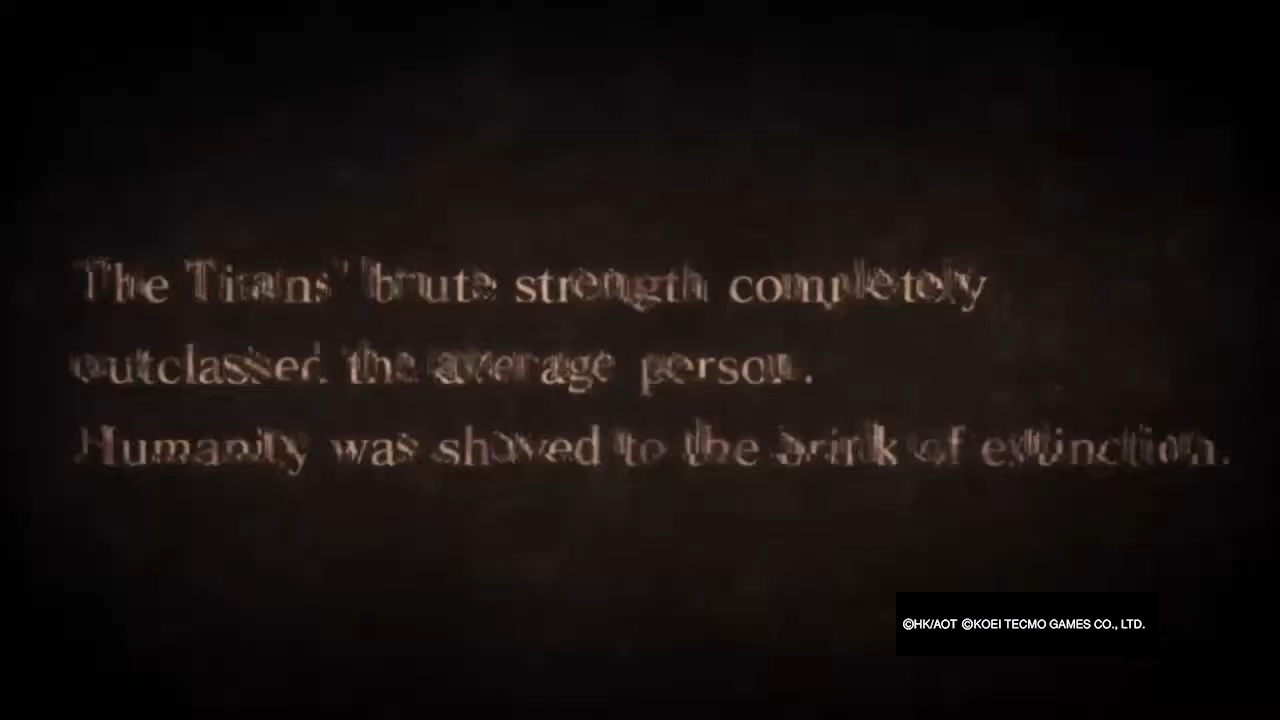 The Titans' brute strength completely
outclassed the average person.
Humanity was shoved to the brink of extinction.
©HK/AOT ©KOEI TECMO GAMES CO., LTD.